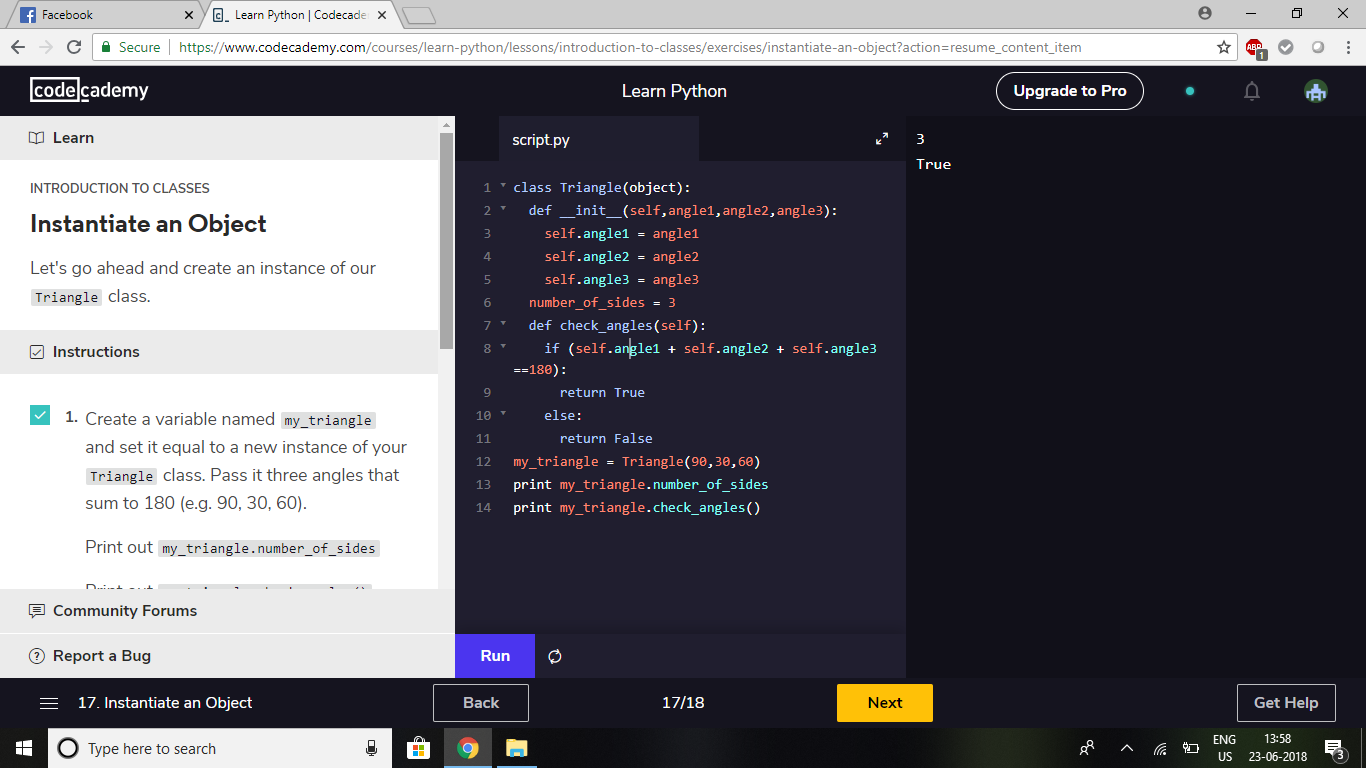 Facebook
Learn Python | Codecade
Secure
https://www.codecademy.com/courses/learn-python/lessons/introduction-to-classes/exercises/instantiate-an-object?action=resume_content_item
ABP
1
codecademy
Learn Python
Upgrade to Pro
Learn
INTRODUCTION TO CLASSES
Instantiate an Object
Let's go ahead and create an instance of our
Triangle class.
Instructions
1. Create a variable named my_triangle
and set it equal to a new instance of your
Triangle class. Pass it three angles that
sum to 180 (e.g. 90, 30, 60).
Print out my_triangle.number_of_sides
Community Forums
Report a Bug
script.py
1 class Triangle(object):
2 def __init__(self,angle1,angle2,angle3):
3 self.angle1 = angle1
4 self.angle2 = angle2
5 self.angle3 = angle3
6 number_of_sides = 3
7 def check_angles(self):
8 if (self.angle1 + self.angle2 + self.angle3
==180):
9 return True
10 else:
11 return False
12 my_triangle = Triangle(90,30,60)
13 print my_triangle.number_of_sides
14 print my_triangle.check_angles()
3
True
Run
17. Instantiate an Object
Back
17/18
Next
Get Help
Type here to search
ENG
US
13:58
23-06-2018
3